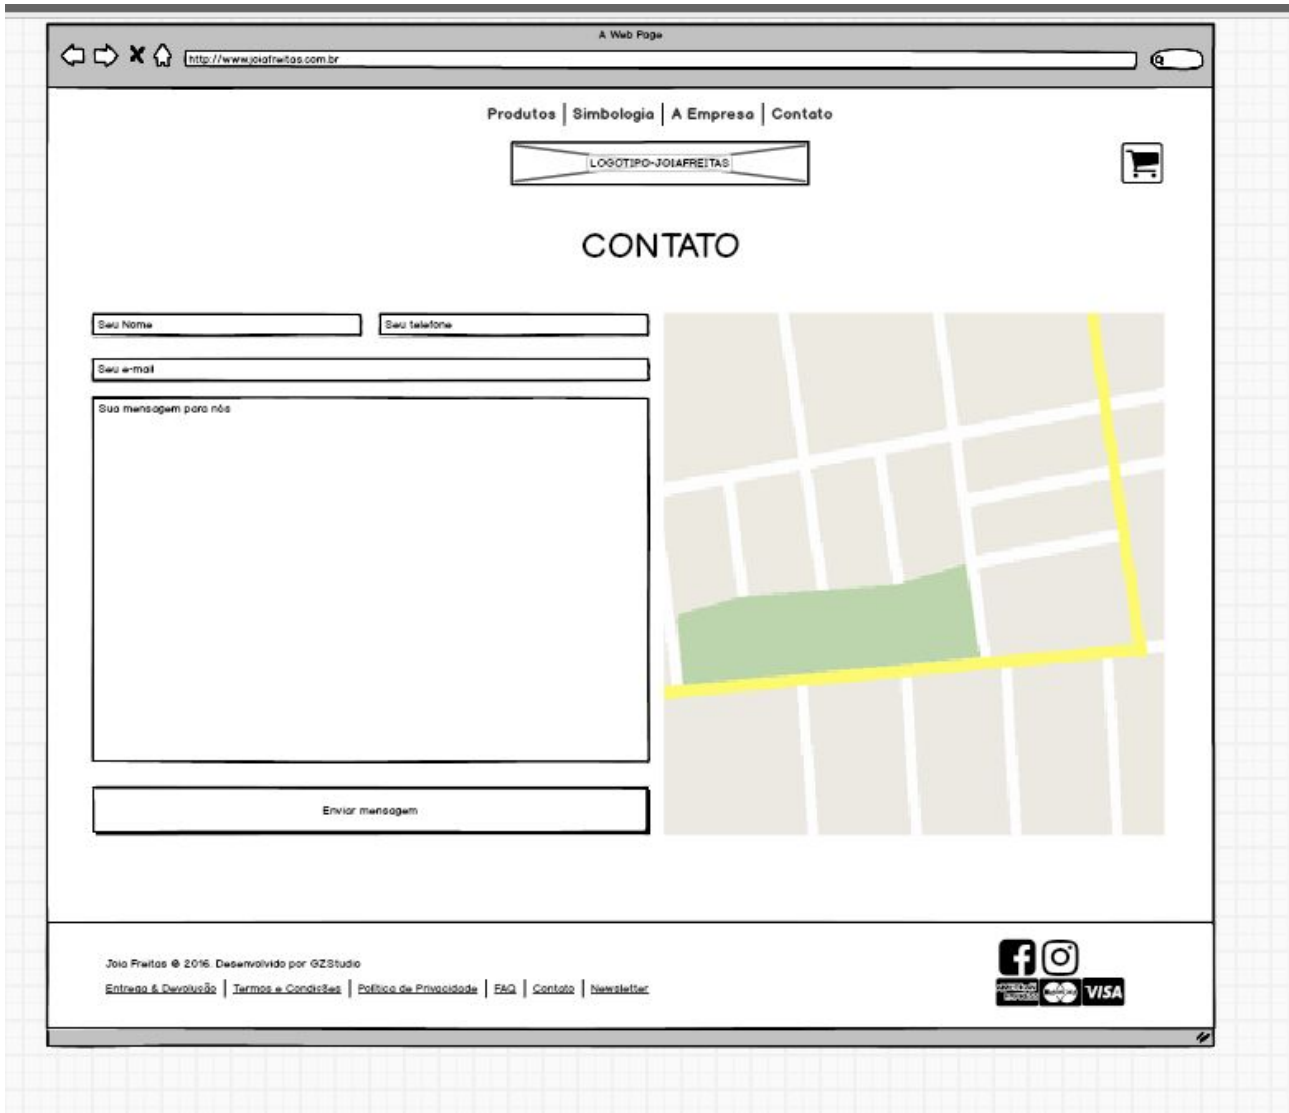 A Web Page
http://www.joiafreitas.com.br
Produtos | Simbologia | A Empresa | Contato
LOGOTIPO-JOIAFREITAS
CONTATO
Seu Nome
Seu telefone
Seu e-mail
Sua mensagem para nós
Enviar mensagem
Joia Freitas © 2016. Desenvolvido por GZStudio
Entrega & Devolução | Termos e Condições | Política de Privacidade | FAQ | Contato | Newsletter
VISA